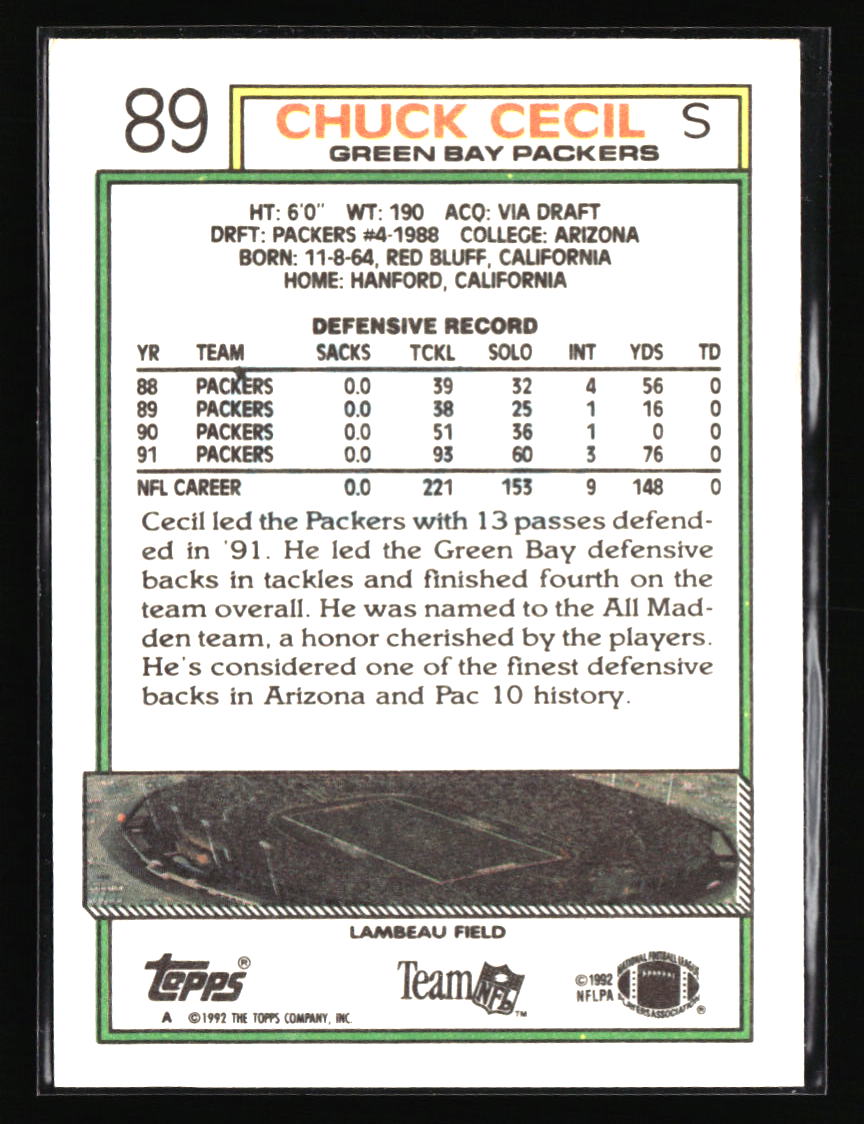 89
CHUCK CECIL S
GREEN BAY PACKERS
HT: 6'0" WT: 190 ACQ: VIA DRAFT
DRFT: PACKERS #4-1988 COLLEGE: ARIZONA
BORN: 11-8-64, RED BLUFF, CALIFORNIA
HOME: HANFORD, CALIFORNIA
DEFENSIVE RECORD
YR TEAM SACKS TCKL SOLO INT YDS TD
88 PACKERS 0.0 39 32 4 56 0
89 PACKERS 0.0 38 25 1 16 0
90 PACKERS 0.0 51 36 1 0 0
91 PACKERS 0.0 93 60 3 76 0
NFL CAREER 0.0 221 153 9 148 0
Cecil led the Packers with 13 passes defend-
ed in '91. He led the Green Bay defensive
backs in tackles and finished fourth on the
team overall. He was named to the All Mad-
den team, a honor cherished by the players.
He's considered one of the finest defensive
backs in Arizona and Pac 10 history.
LAMBEAU FIELD
TOPPS®
A ©1992 THE TOPPS COMPANY, INC.
Team NFL™
©1992
NFLPA
NATIONAL FOOTBALL LEAGUE
PLAYERS ASSOCIATION®